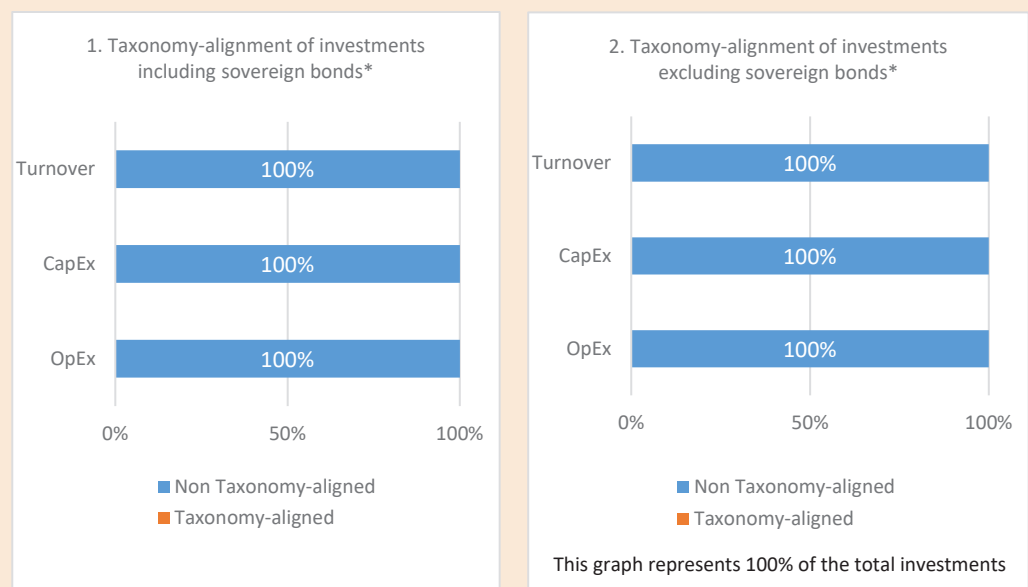 1. Taxonomy-alignment of investments
including sovereign bonds*
Turnover
100%
CapEx
100%
OpEx
100%
0%
50%
100%
Non Taxonomy-aligned
Taxonomy-aligned
2. Taxonomy-alignment of investments
excluding sovereign bonds*
Turnover
100%
CapEx
100%
OpEx
100%
0%
50%
100%
Non Taxonomy-aligned
Taxonomy-aligned
This graph represents 100% of the total investments